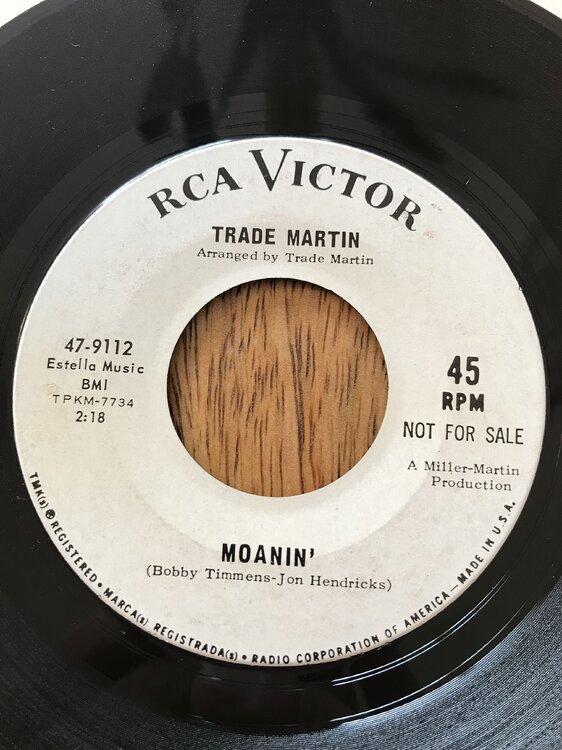 RCA VICTOR
TRADE MARTIN
Arranged by Trade Martin
47-9112
Estella Music
BMI
TPKM-7734
2:18
45
RPM
NOT FOR SALE
A Miller-Martin
Production
MOANIN'
(Bobby Timmens-Jon Hendricks)
TMK(s) ® REGISTERED • MARCA(s) REGISTRADA(s) • RADIO CORPORATION OF AMERICA—MADE IN U.S.A.